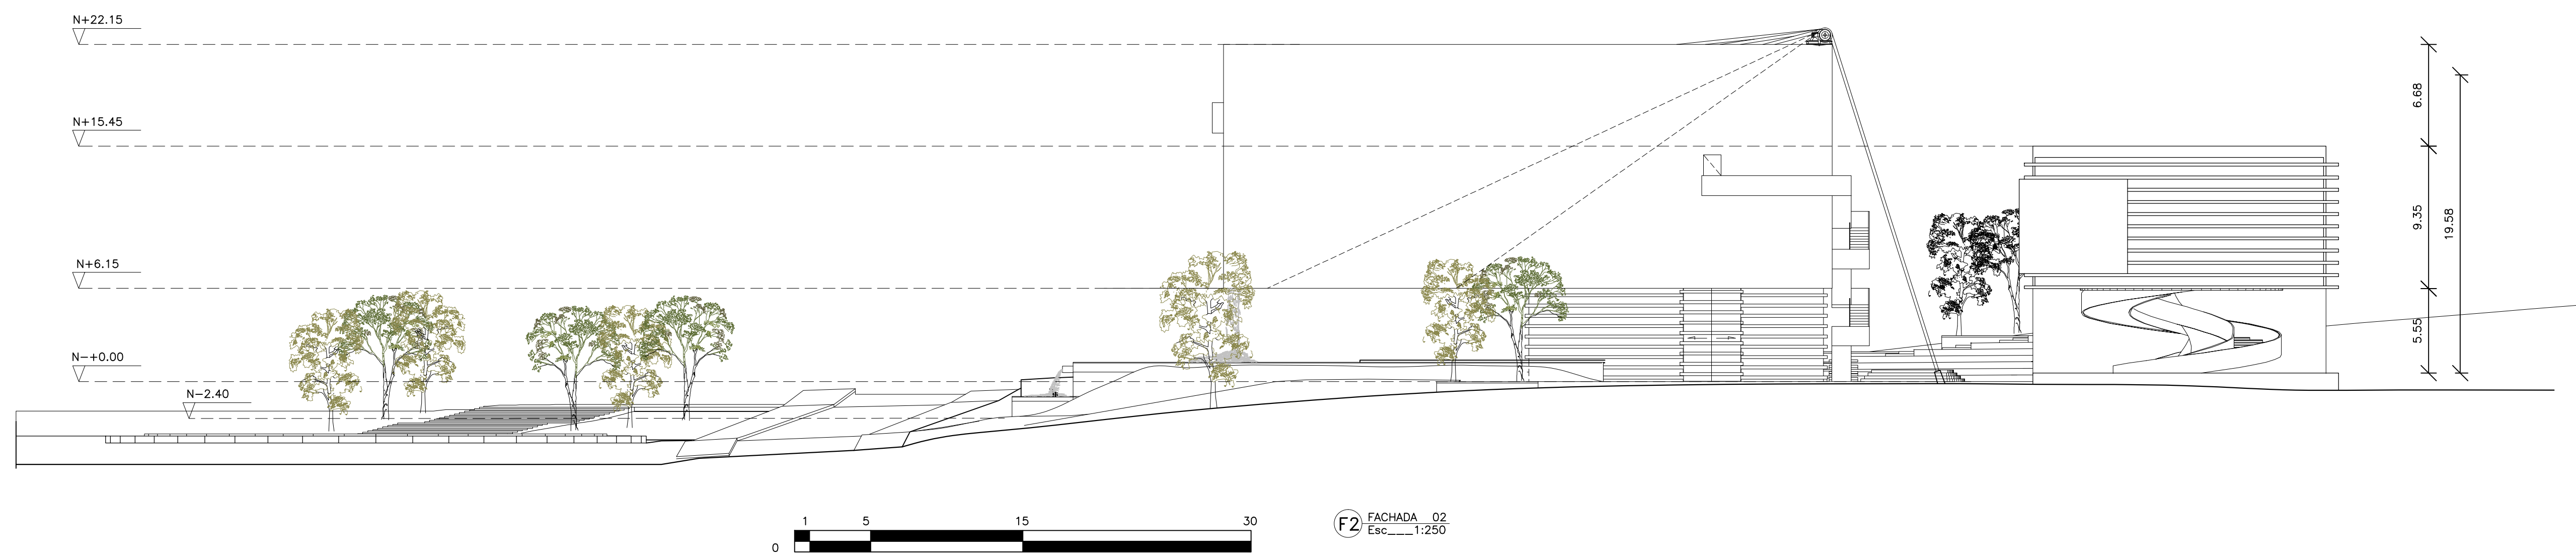 N+22.15
N+15.45
N+6.15
N-+0.00
N-2.40
6.68
9.35
19.58
5.55
1 5 15 30
0
F2 FACHADA 02
Esc___1:250